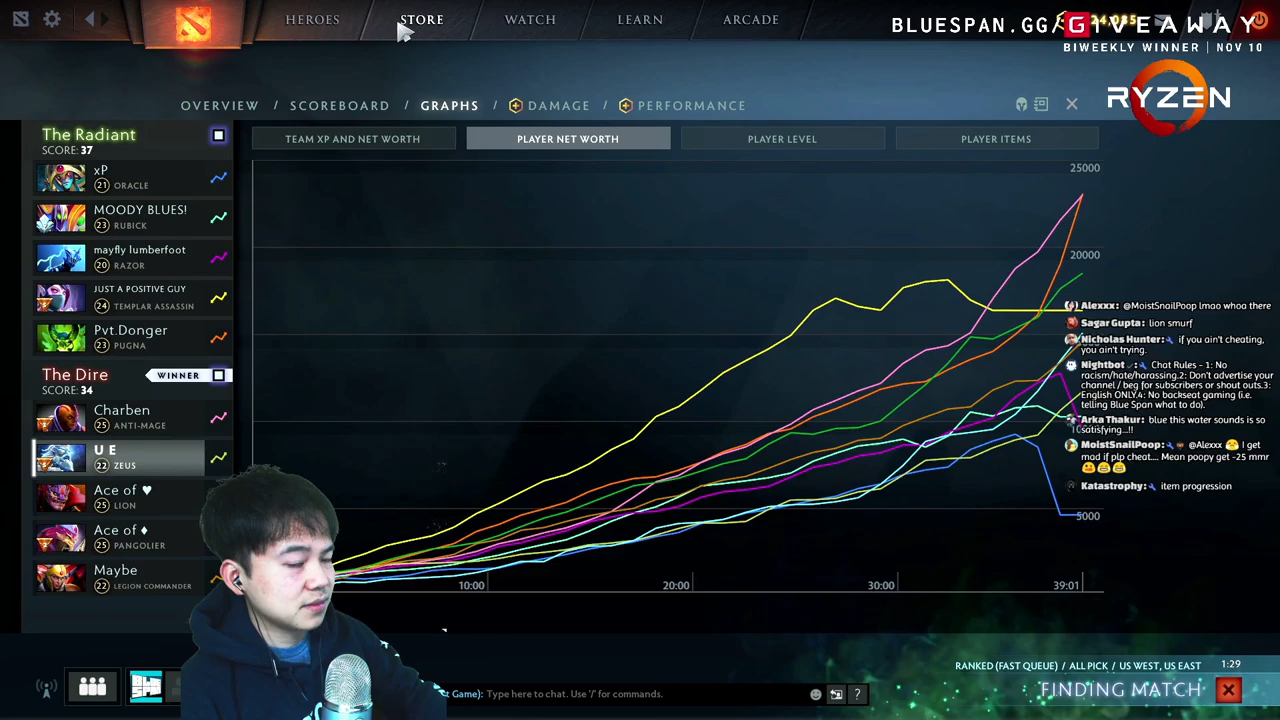 HEROES
STORE
WATCH
LEARN
ARCADE
BLUESPAN.GG/GIVEAWAY
BIWEEKLY WINNER | NOV 10
RYZEN
OVERVIEW / SCOREBOARD / GRAPHS / DAMAGE / PERFORMANCE
TEAM XP AND NET WORTH
PLAYER NET WORTH
PLAYER LEVEL
PLAYER ITEMS
The Radiant
SCORE: 37
xP
21 ORACLE
MOODY BLUES!
23 RUBICK
mayfly lumberfoot
20 RAZOR
JUST A POSITIVE GUY
24 TEMPLAR ASSASSIN
Pvt.Donger
23 PUGNA
The Dire
WINNER
SCORE: 34
Charben
25 ANTI-MAGE
U E
22 ZEUS
Ace of ♥
25 LION
Ace of ♦
25 PANGOLIER
Maybe
22 LEGION COMMANDER
25000
20000
5000
10:00
20:00
30:00
39:01
Alexxx: @MoistSnailPoop lmao whoa there
Sagar Gupta: lion smurf
Nicholas Hunter: if you ain't cheating,
you ain't trying.
Nightbot: Chat Rules - 1: No
racism/hate/harassing.2: Don't advertise your
channel / beg for subscribers or shout outs.3:
English ONLY.4: No backseat gaming (i.e.
telling Blue Span what to do).
Arka Thakur: blue this water sounds is so
satisfying...!!
MoistSnailPoop: @Alexxx 😷 I get
mad if plp cheat.... Mean poopy get -25 mmr
Katastrophy: item progression
Game): Type here to chat. Use '/' for commands.
?
RANKED (FAST QUEUE) / ALL PICK / US WEST, US EAST
1:29
FINDING MATCH